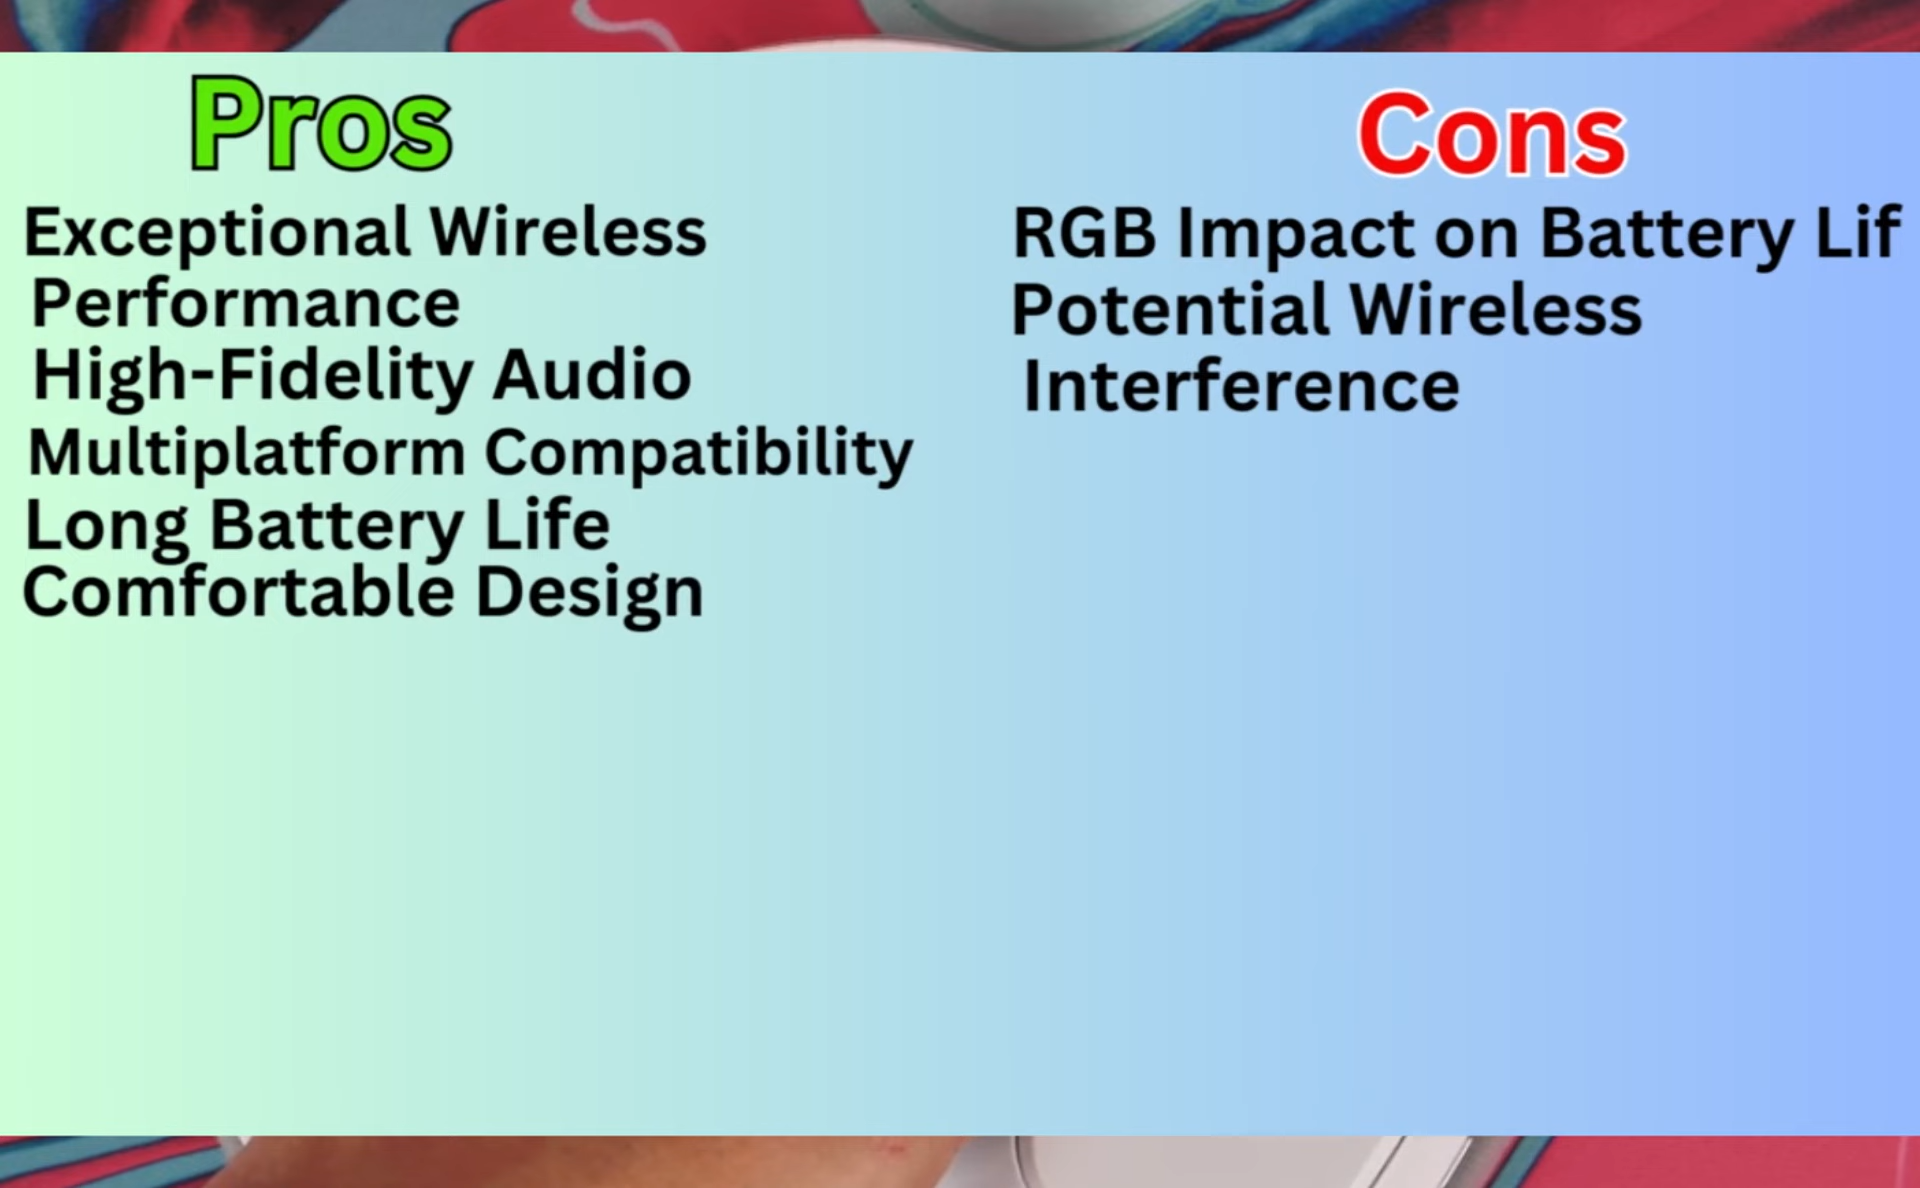 Pros
Exceptional Wireless
Performance
High-Fidelity Audio
Multiplatform Compatibility
Long Battery Life
Comfortable Design
Cons
RGB Impact on Battery Lif
Potential Wireless
Interference